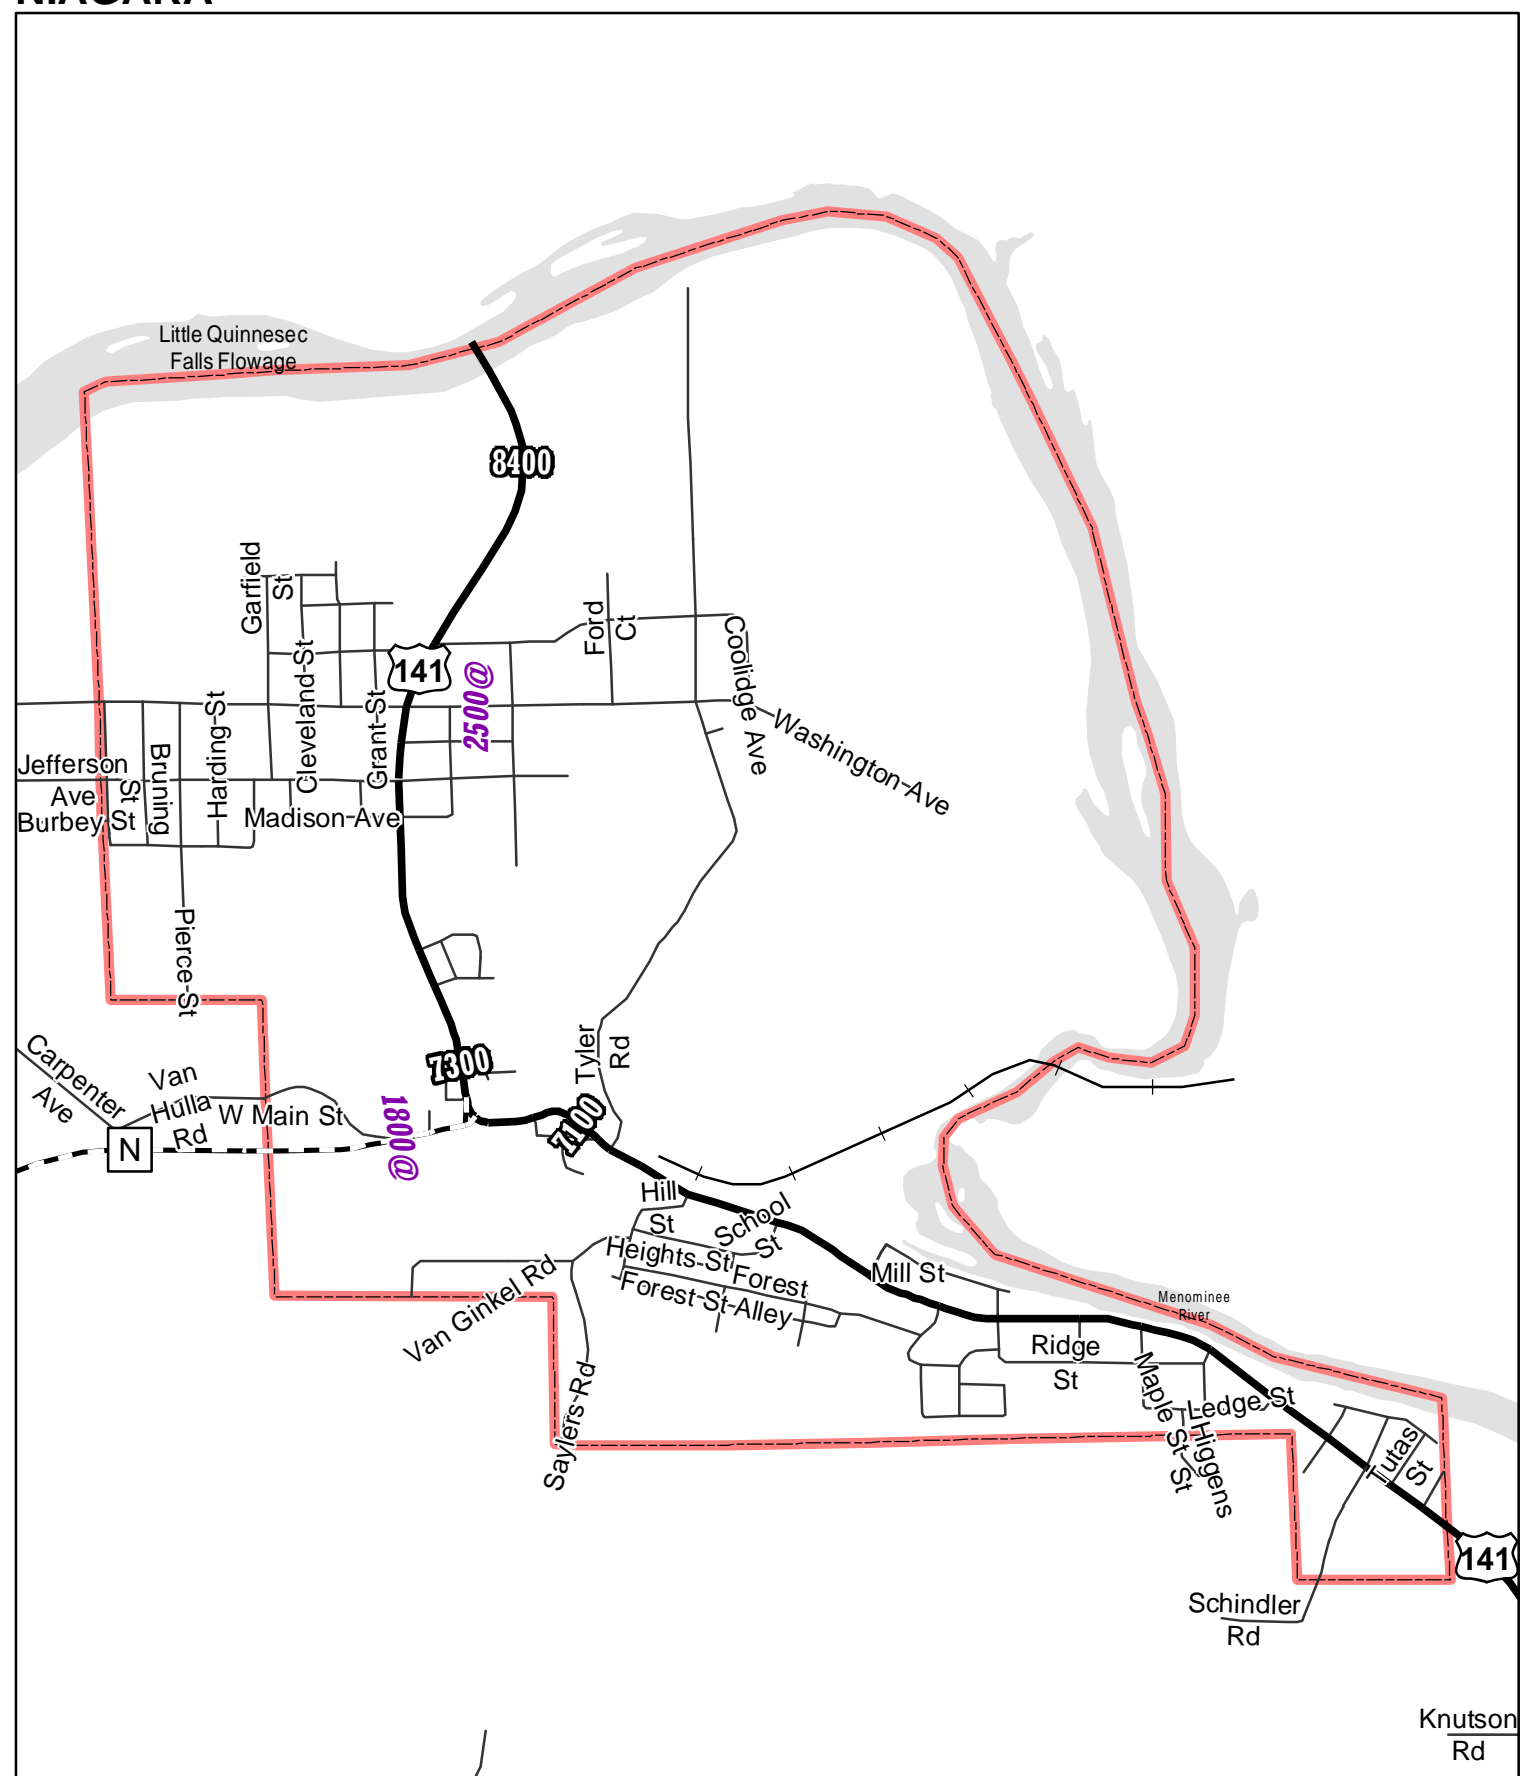 NIAGARA
Little Quinnesec
Falls Flowage
8400
Garfield
St
Ford
Ct
Cleveland St
141
2500@
Coolidge Ave
Grant St
Harding St
Washington Ave
Jefferson
Ave
St
Bruning
Burbey St
Madison Ave
Pierce St
Carpenter
Ave
Van
Hulla
Rd
W Main St
N
7300
1800@
Tyler
Rd
7100
Hill
St
School
St
Heights St
Forest
Forest St Alley
Van Ginkel Rd
Saylers Rd
Mill St
Menominee
River
Ridge
St
Maple St
Ledge St
Higgens
St
Lutas
St
141
Schindler
Rd
Knutson
Rd